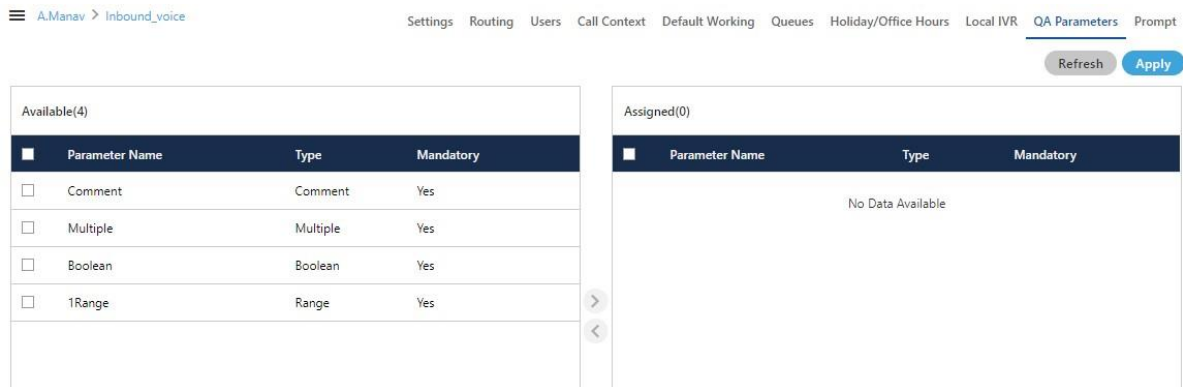 A.Manav > Inbound_voice
Settings Routing Users Call Context Default Working Queues Holiday/Office Hours Local IVR QA Parameters Prompt
Refresh Apply
Available(4)
Parameter Name Type Mandatory
Comment Comment Yes
Multiple Multiple Yes
Boolean Boolean Yes
1Range Range Yes
Assigned(0)
Parameter Name Type Mandatory
No Data Available